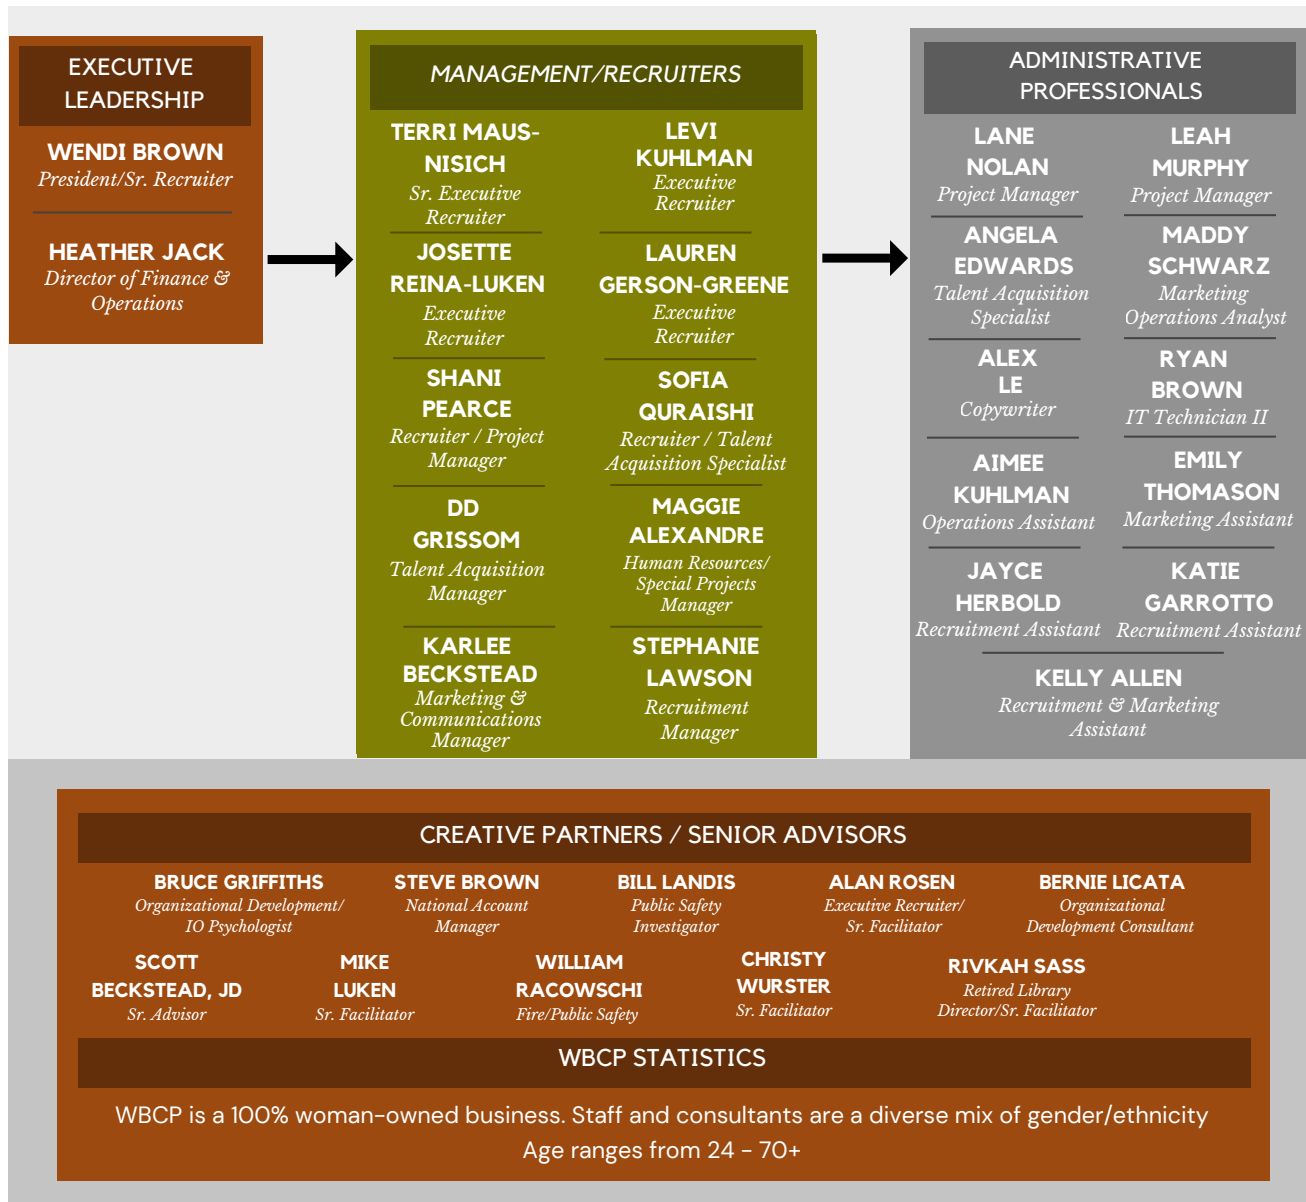 EXECUTIVE
LEADERSHIP
WENDI BROWN
President/Sr. Recruiter
HEATHER JACK
Director of Finance &
Operations
MANAGEMENT/RECRUITERS
TERRI MAUS-
NISICH
Sr. Executive
Recruiter
LEVI
KUHLMAN
Executive
Recruiter
JOSETTE
REINA-LUKEN
Executive
Recruiter
LAUREN
GERSON-GREENE
Executive
Recruiter
SHANI
PEARCE
Recruiter / Project
Manager
SOFIA
QURAISHI
Recruiter / Talent
Acquisition Specialist
DD
GRISSOM
Talent Acquisition
Manager
MAGGIE
ALEXANDRE
Human Resources/
Special Projects
Manager
KARLEE
BECKSTEAD
Marketing &
Communications
Manager
STEPHANIE
LAWSON
Recruitment
Manager
ADMINISTRATIVE
PROFESSIONALS
LANE
NOLAN
Project Manager
LEAH
MURPHY
Project Manager
ANGELA
EDWARDS
Talent Acquisition
Specialist
MADDY
SCHWARZ
Marketing
Operations Analyst
ALEX
LE
Copywriter
RYAN
BROWN
IT Technician II
AIMEE
KUHLMAN
Operations Assistant
EMILY
THOMASON
Marketing Assistant
JAYCE
HERBOLD
Recruitment Assistant
KATIE
GARROTTO
Recruitment Assistant
KELLY ALLEN
Recruitment & Marketing
Assistant
CREATIVE PARTNERS / SENIOR ADVISORS
BRUCE GRIFFITHS
Organizational Development/
IO Psychologist
STEVE BROWN
National Account
Manager
BILL LANDIS
Public Safety
Investigator
ALAN ROSEN
Executive Recruiter/
Sr. Facilitator
BERNIE LICATA
Organizational
Development Consultant
SCOTT
BECKSTEAD, JD
Sr. Advisor
MIKE
LUKEN
Sr. Facilitator
WILLIAM
RACOWSCHI
Fire/Public Safety
CHRISTY
WURSTER
Sr. Facilitator
RIVKAH SASS
Retired Library
Director/Sr. Facilitator
WBCP STATISTICS
WBCP is a 100% woman-owned business. Staff and consultants are a diverse mix of gender/ethnicity
Age ranges from 24 - 70+